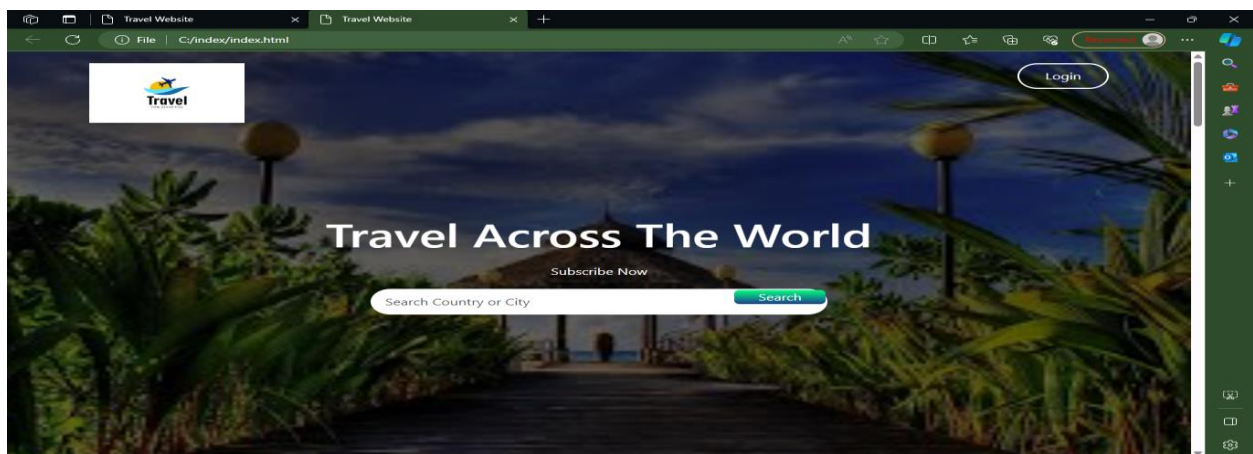 Travel Website
Travel Website
File
C:/index/index.html
Travel
Login
Travel Across The World
Subscribe Now
Search Country or City
Search